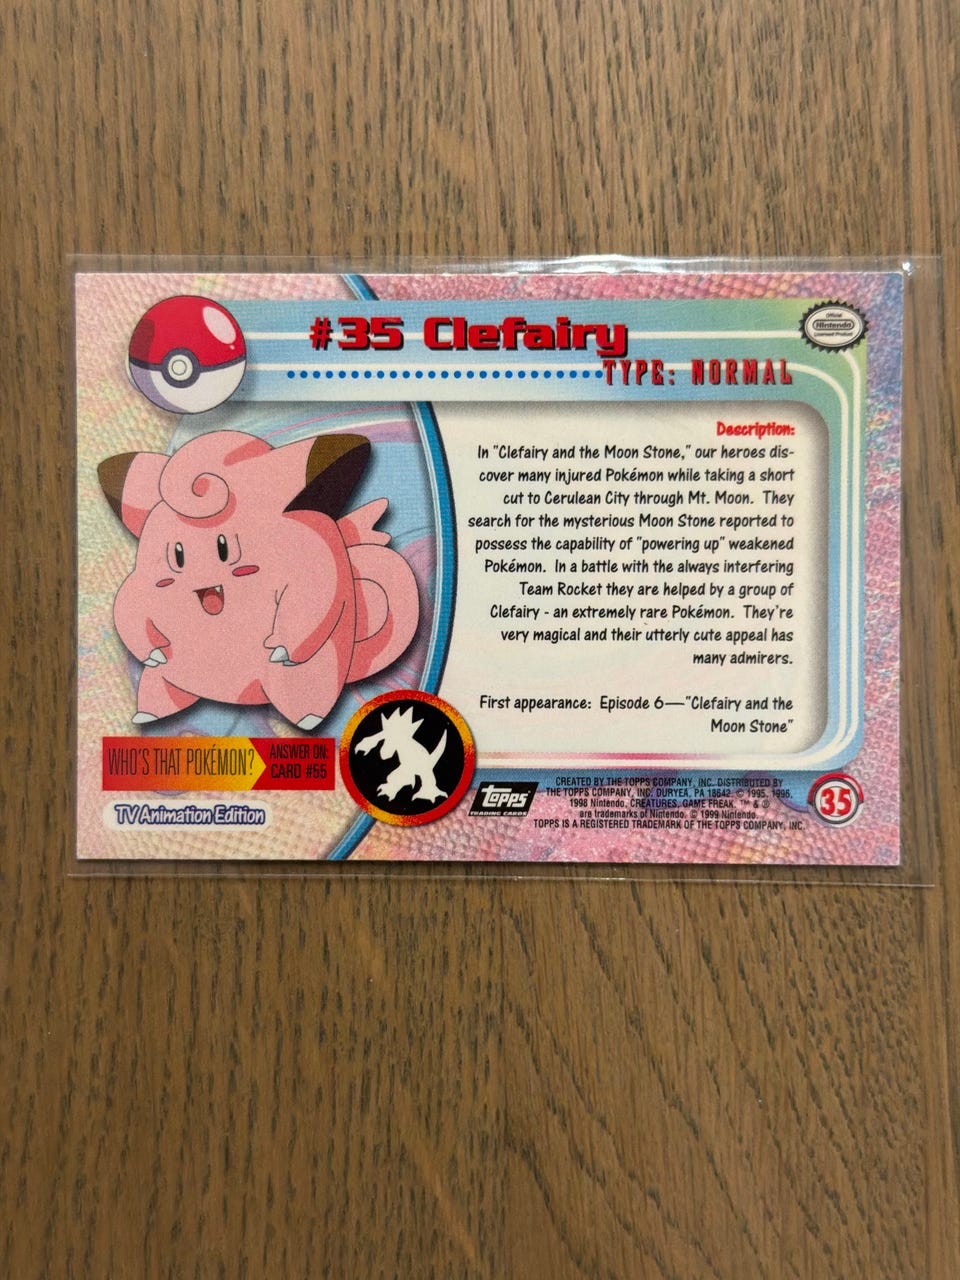 #35 Clefairy
TYPE: NORMAL
Official
Nintendo
Licensed Product
Description:
In "Clefairy and the Moon Stone," our heroes dis-
cover many injured Pokémon while taking a short
cut to Cerulean City through Mt. Moon. They
search for the mysterious Moon Stone reported to
possess the capability of "powering up" weakened
Pokémon. In a battle with the always interfering
Team Rocket they are helped by a group of
Clefairy - an extremely rare Pokémon. They're
very magical and their utterly cute appeal has
many admirers.
First appearance: Episode 6—"Clefairy and the
Moon Stone"
WHO'S THAT POKÉMON?
ANSWER ON:
CARD #55
TV Animation Edition
Topps
TRADING CARDS
CREATED BY THE TOPPS COMPANY, INC. DISTRIBUTED BY
THE TOPPS COMPANY, INC. DURYEA, PA 18642. © 1995, 1996,
1998 Nintendo, CREATURES, GAME FREAK. ™ & ®
are trademarks of Nintendo. © 1999 Nintendo.
TOPPS IS A REGISTERED TRADEMARK OF THE TOPPS COMPANY, INC.
35